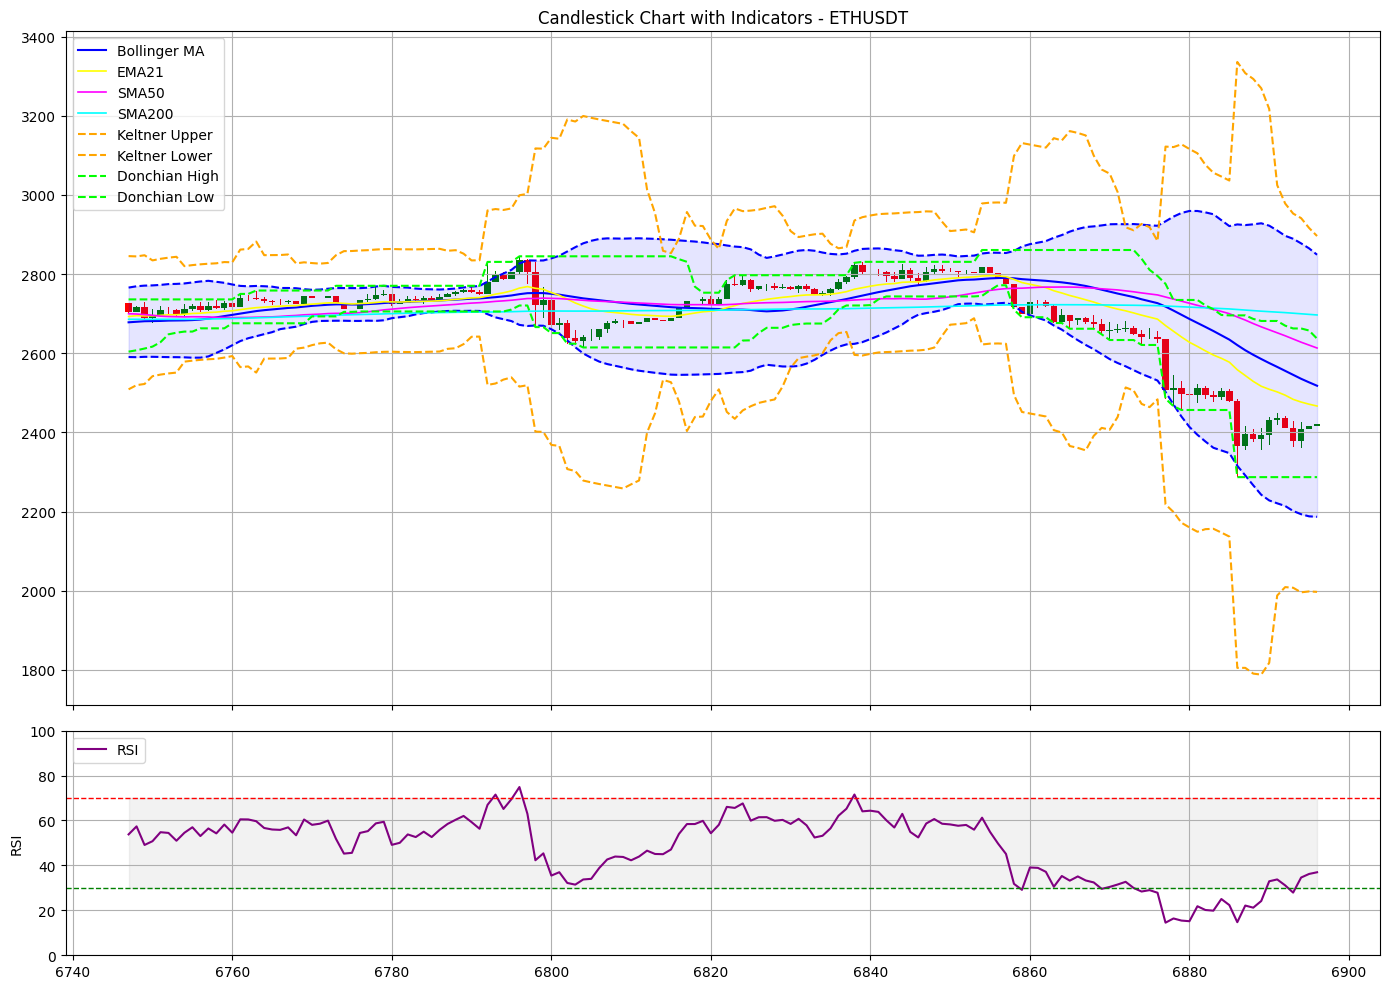 Candlestick Chart with Indicators - ETHUSDT
3400
3200
3000
2800
2600
2400
2200
2000
1800
Bollinger MA
EMA21
SMA50
SMA200
Keltner Upper
Keltner Lower
Donchian High
Donchian Low
100
80
60
40
20
0
RSI
RSI
6740 6760 6780 6800 6820 6840 6860 6880 6900